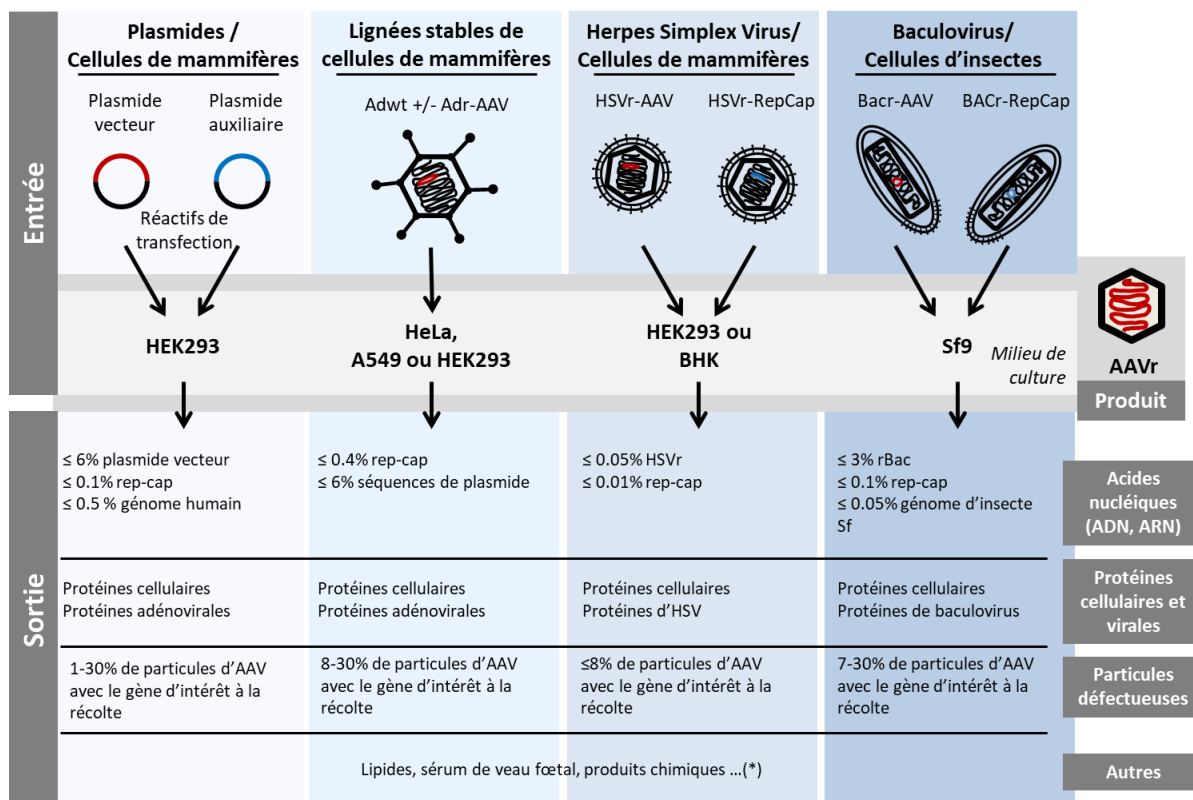 Entrée
Plasmides /
Cellules de mammifères
Plasmide
vecteur
Plasmide
auxiliaire
Réactifs de
transfection
HEK293
Lignées stables de
cellules de mammifères
Adwt +/- Adr-AAV
HeLa,
A549 ou HEK293
Herpes Simplex Virus/
Cellules de mammifères
HSVr-AAV
HSVr-RepCap
HEK293 ou
BHK
Baculovirus/
Cellules d’insectes
Bacr-AAV
BACr-RepCap
Sf9
Milieu de
culture
AAVr
Produit
Sortie
≤ 6% plasmide vecteur
≤ 0.1% rep-cap
≤ 0.5 % génome humain
≤ 0.4% rep-cap
≤ 6% séquences de plasmide
≤ 0.05% HSVr
≤ 0.01% rep-cap
≤ 3% rBac
≤ 0.1% rep-cap
≤ 0.05% génome d’insecte
Sf
Acides
nucléiques
(ADN, ARN)
Protéines cellulaires
Protéines adénovirales
Protéines cellulaires
Protéines adénovirales
Protéines cellulaires
Protéines d’HSV
Protéines cellulaires
Protéines de baculovirus
Protéines
cellulaires et
virales
1-30% de particules d’AAV
avec le gène d’intérêt à la
récolte
8-30% de particules d’AAV
avec le gène d’intérêt à la
récolte
≤8% de particules d’AAV
avec le gène d’intérêt à la
récolte
7-30% de particules d’AAV
avec le gène d’intérêt à la
récolte
Particules
défectueuses
Lipides, sérum de veau fœtal, produits chimiques …(*)
Autres